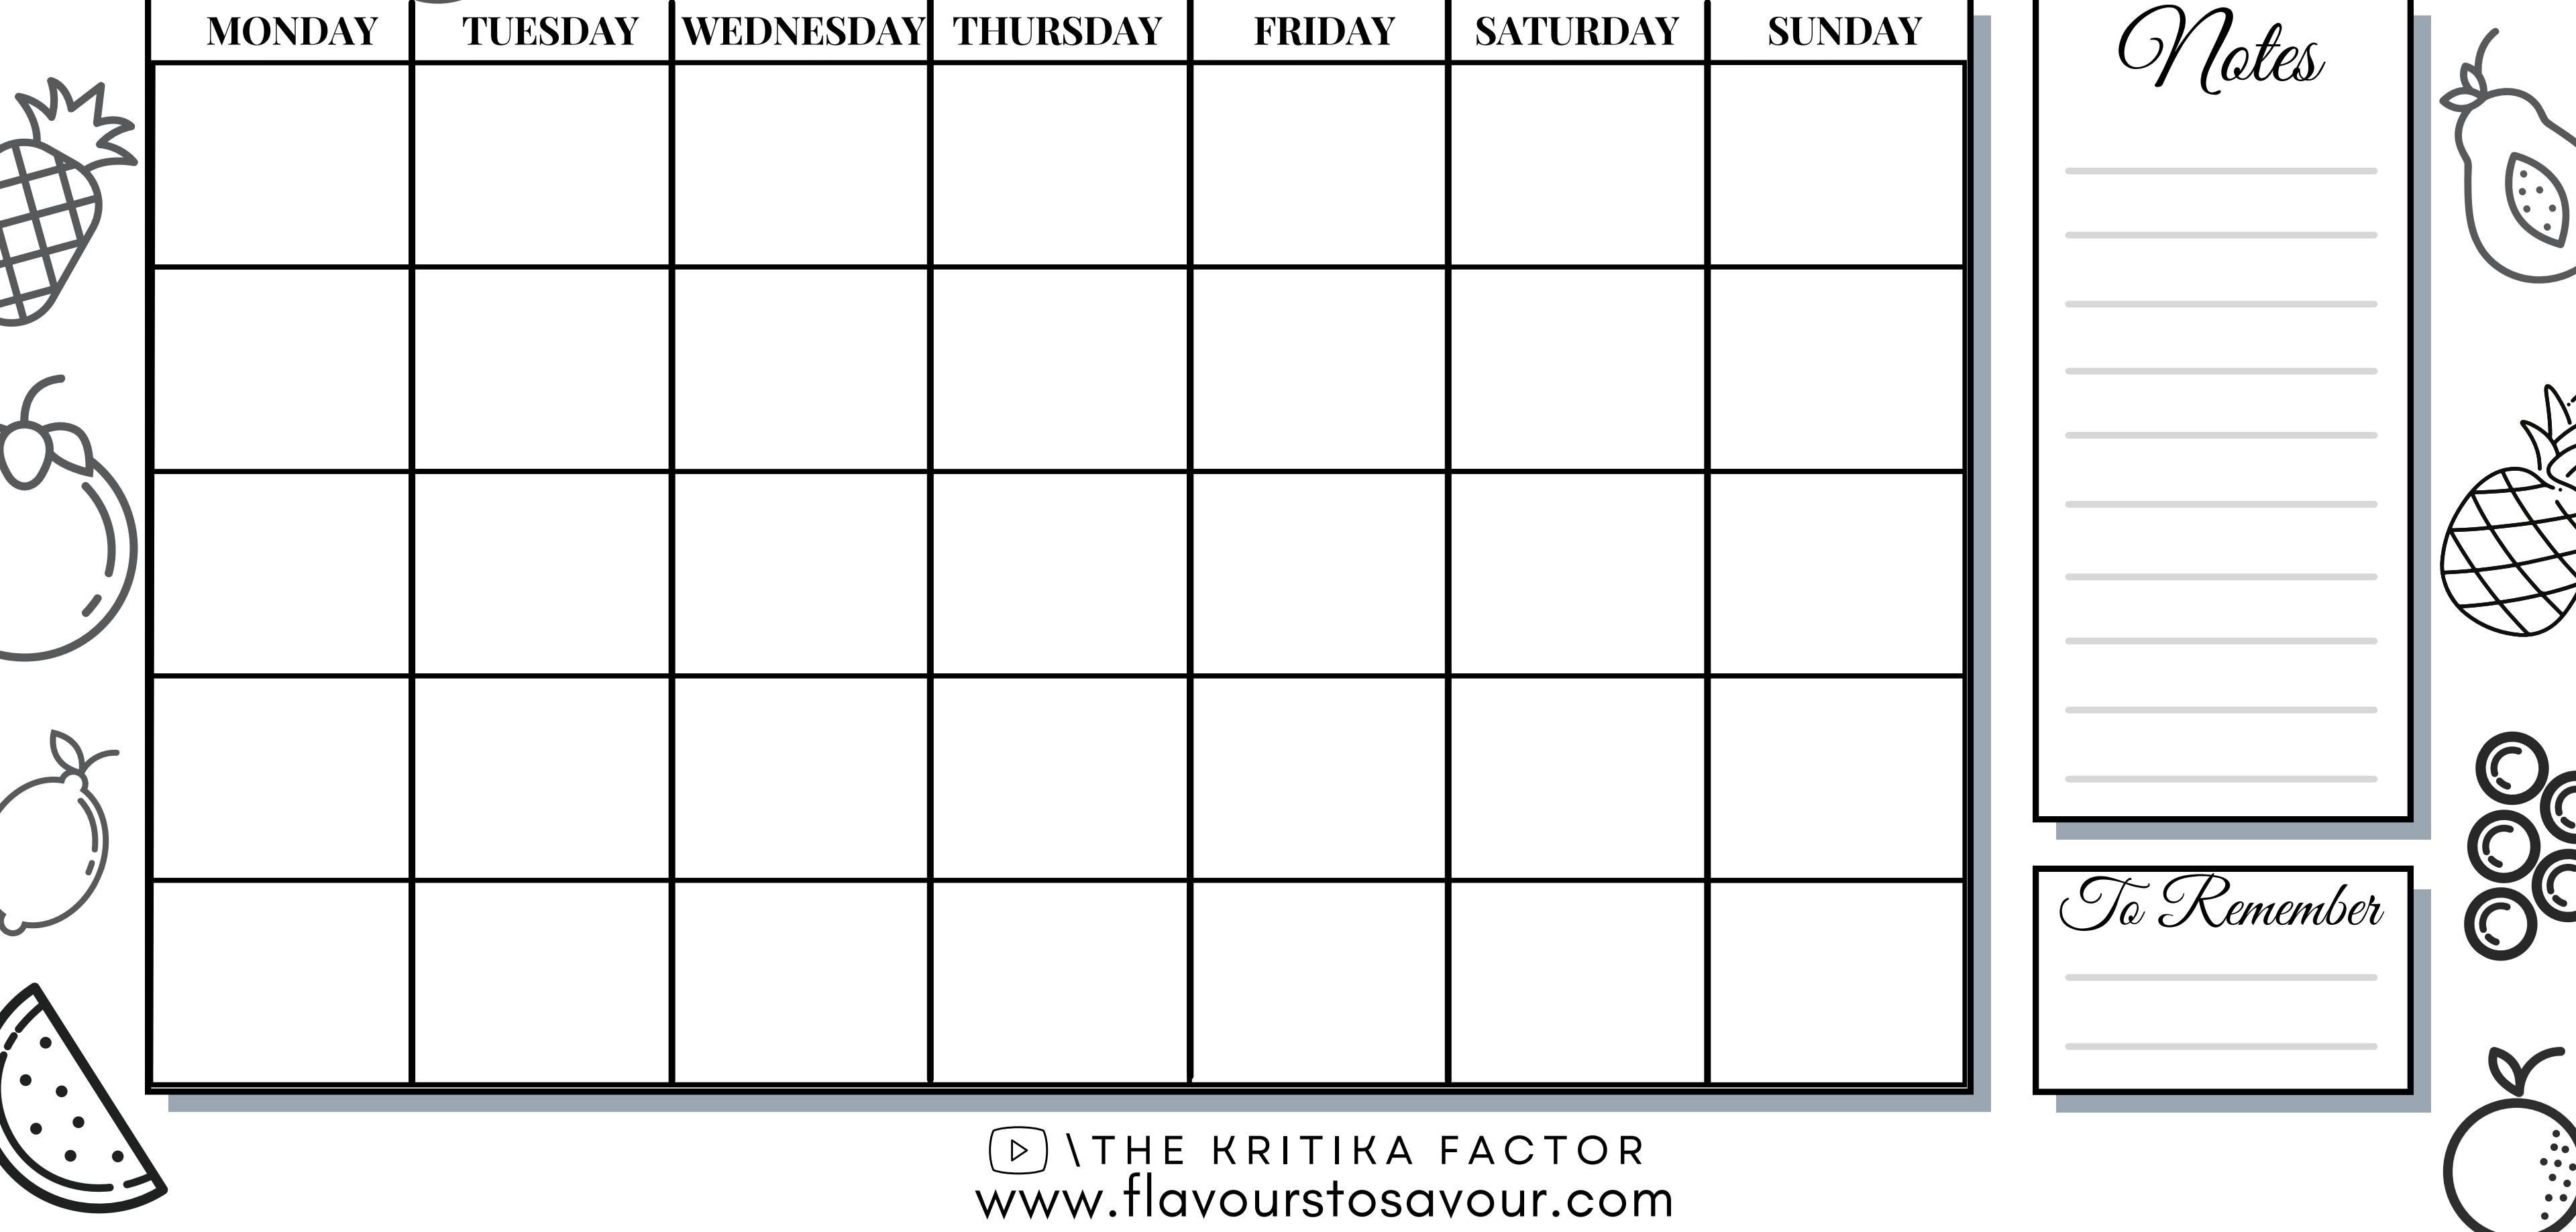 MONDAY TUESDAY WEDNESDAY THURSDAY FRIDAY SATURDAY SUNDAY
Notes
To Remember
\THE KRITIKA FACTOR
www.flavourstosavour.com